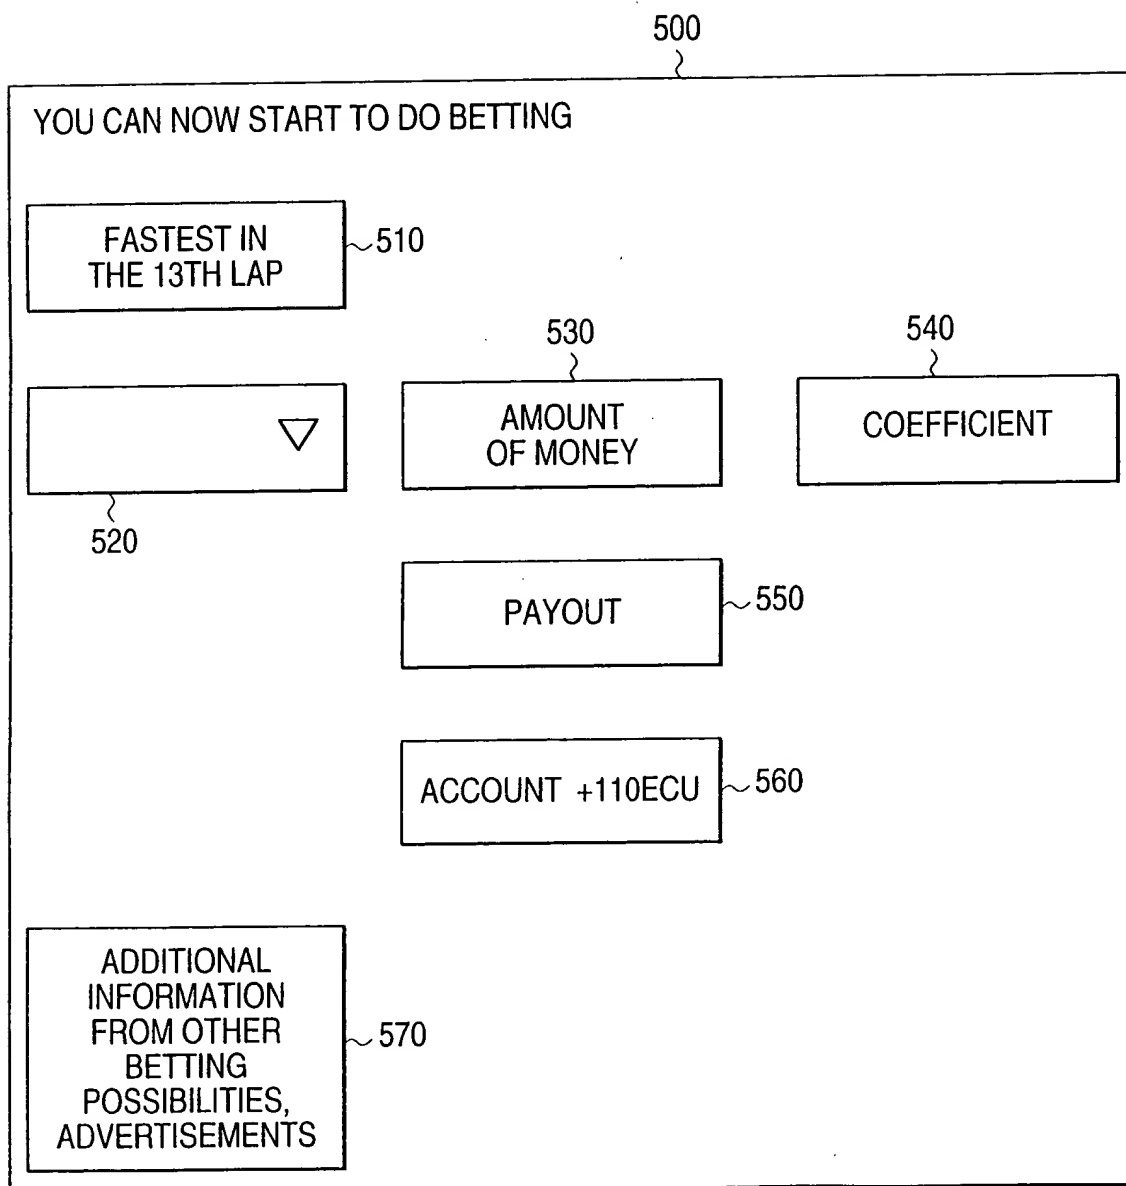 500
YOU CAN NOW START TO DO BETTING
FASTEST IN
THE 13TH LAP
510
530
540
AMOUNT
OF MONEY
COEFFICIENT
520
PAYOUT
550
ACCOUNT +110ECU
560
ADDITIONAL
INFORMATION
FROM OTHER
BETTING
POSSIBILITIES,
ADVERTISEMENTS
570